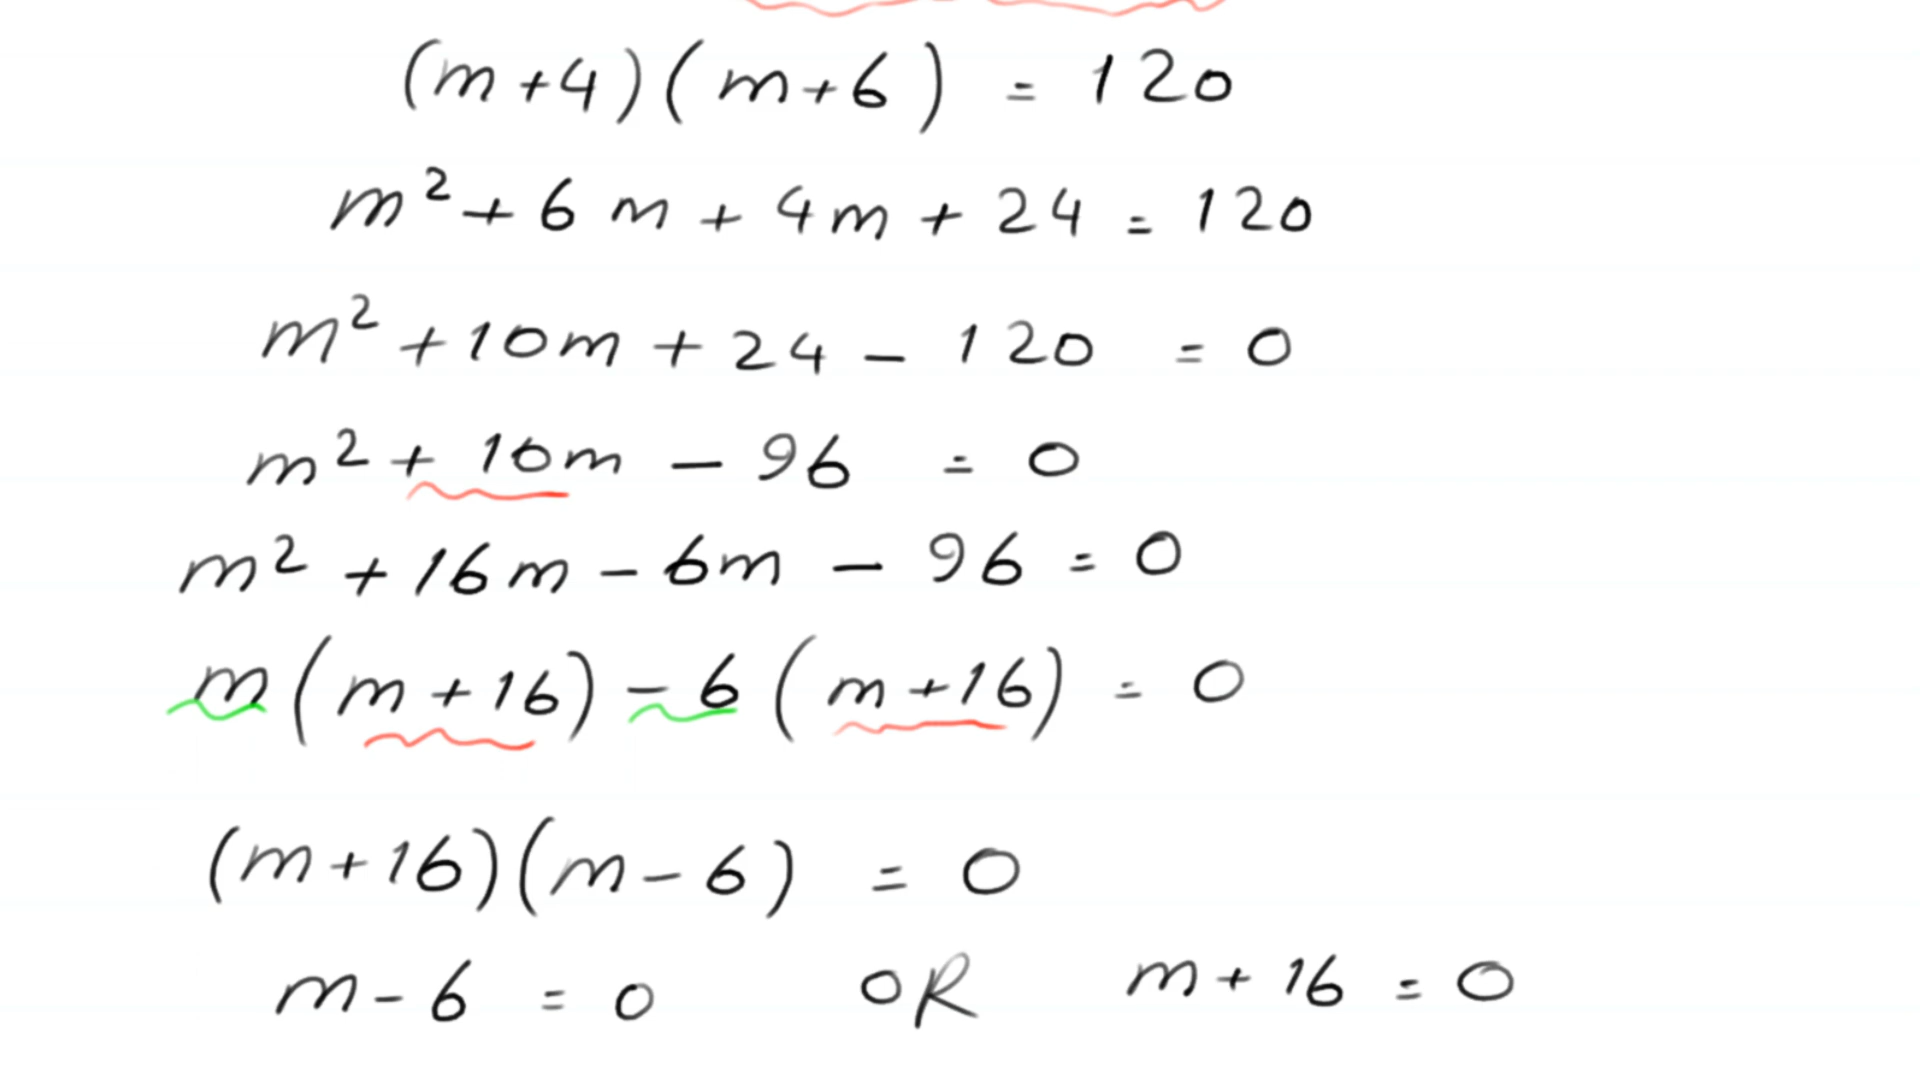 (m+4)(m+6) = 120
m² + 6m + 4m + 24 = 120
m² + 10m + 24 - 120 = 0
m² + 10m - 96 = 0
m² + 16m - 6m - 96 = 0
m(m+16) - 6(m+16) = 0
(m+16)(m-6) = 0
m-6 = 0 OR m+16 = 0